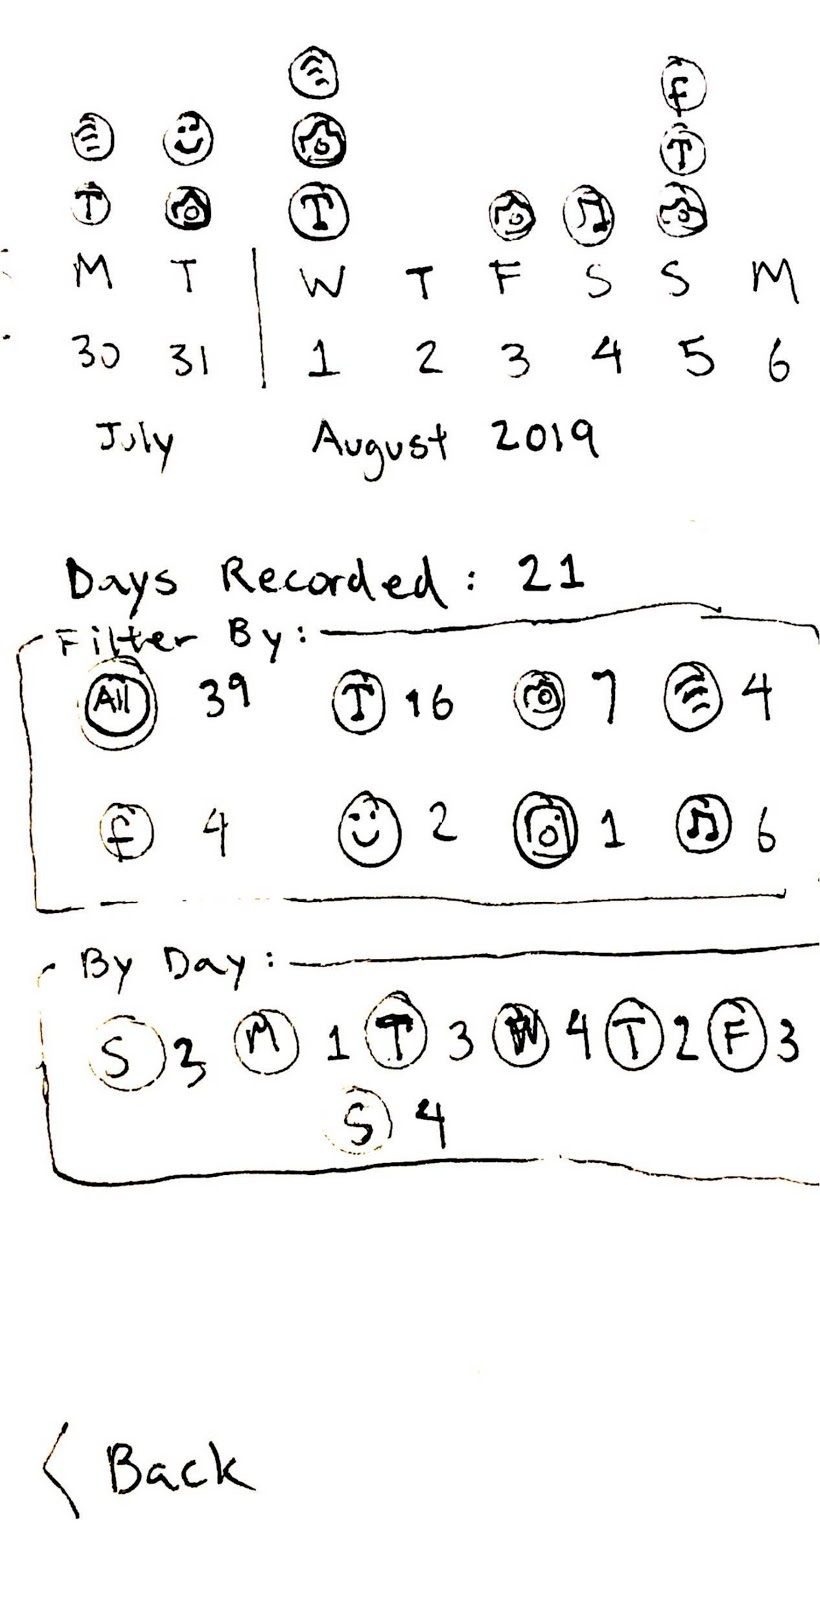 f
T
T T
M T W T F S S M
30 31 1 2 3 4 5 6
July August 2019
Days Recorded: 21
Filter By:
All 39 T 16 7 4
f 4 2 1 6
By Day:
S 3 M 1 T 3 W 4 T 2 F 3
S 4
< Back